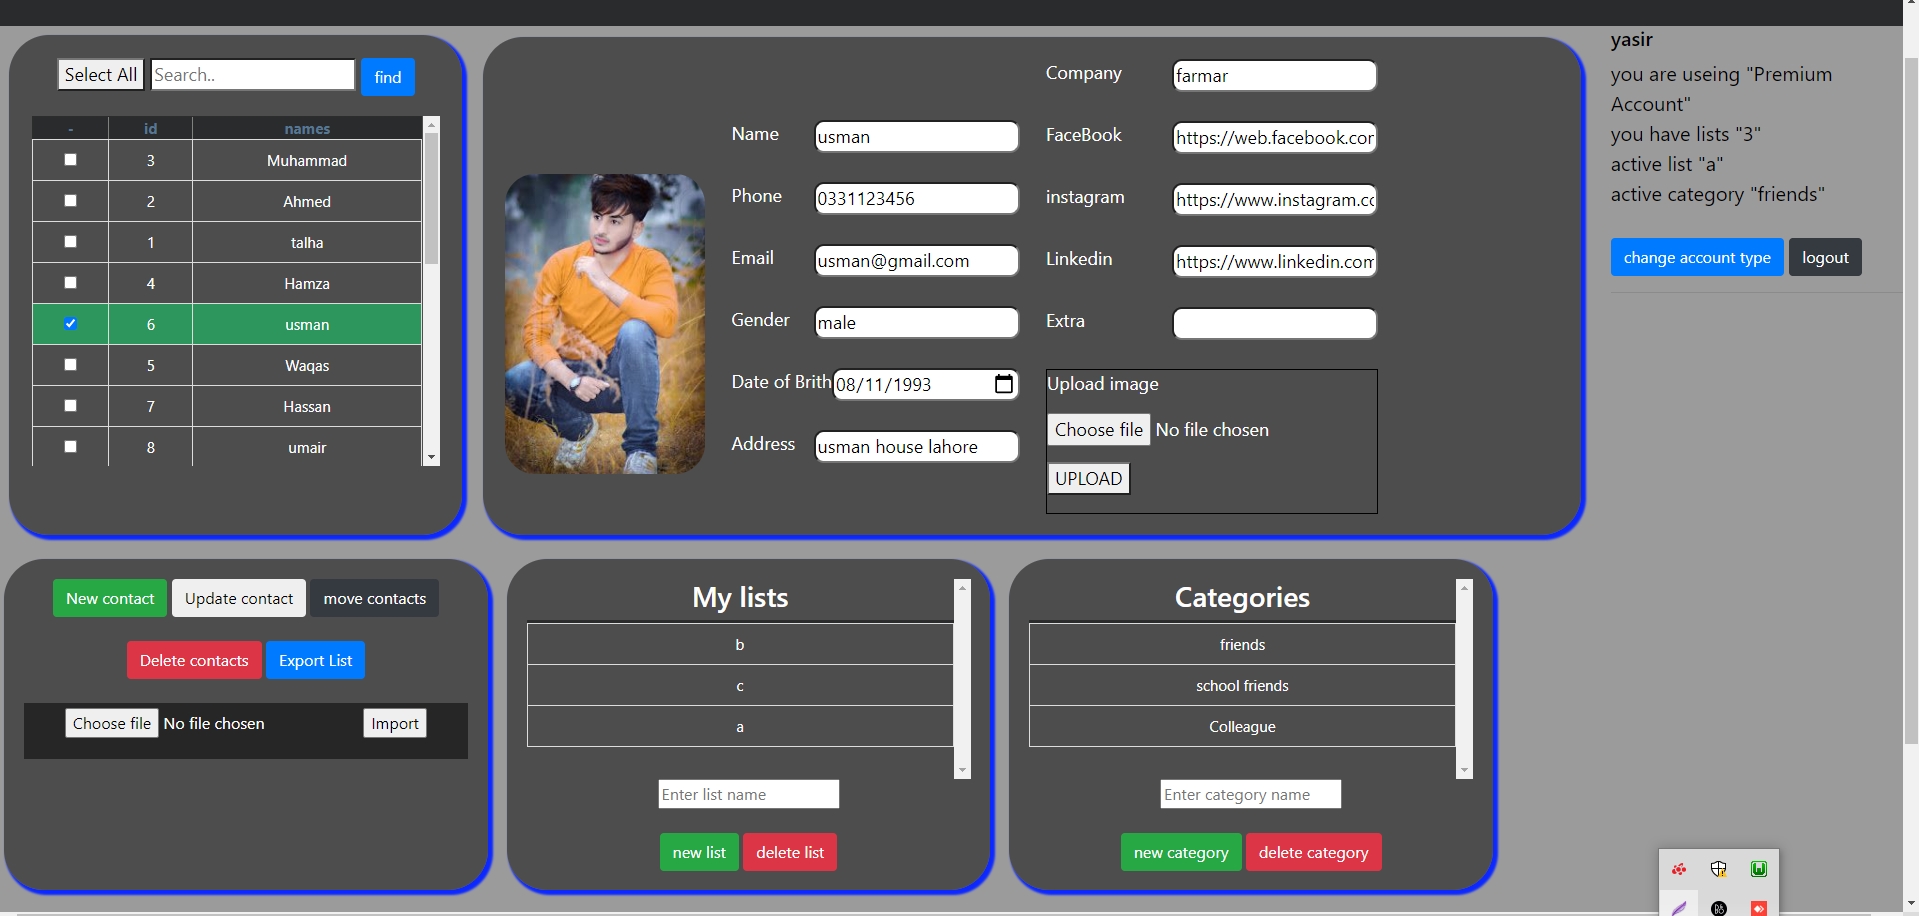 Select All Search.. find
- id names
3 Muhammad
2 Ahmed
1 talha
4 Hamza
6 usman
5 Waqas
7 Hassan
8 umair
Name usman
Phone 0331123456
Email usman@gmail.com
Gender male
Date of Brith 08/11/1993
Address usman house lahore
Company farmar
FaceBook https://web.facebook.cor
instagram https://www.instagram.cc
Linkedin https://www.linkedin.com
Extra
Upload image
Choose file No file chosen
UPLOAD
yasir
you are useing "Premium
Account"
you have lists "3"
active list "a"
active category "friends"
change account type logout
New contact Update contact move contacts
Delete contacts Export List
Choose file No file chosen Import
My lists
b
c
a
Enter list name
new list delete list
Categories
friends
school friends
Colleague
Enter category name
new category delete category